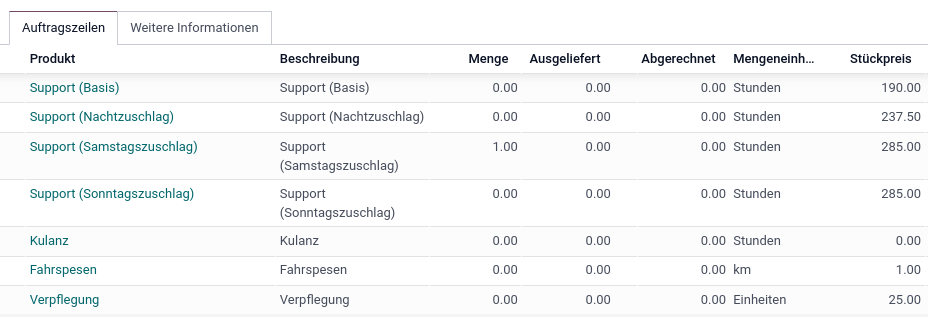 Auftragszeilen Weitere Informationen
Produkt Beschreibung Menge Ausgeliefert Abgerechnet Mengeneinh... Stückpreis
Support (Basis) Support (Basis) 0.00 0.00 0.00 Stunden 190.00
Support (Nachtzuschlag) Support (Nachtzuschlag) 0.00 0.00 0.00 Stunden 237.50
Support (Samstagszuschlag) Support 1.00 0.00 0.00 Stunden 285.00
(Samstagszuschlag)
Support (Sonntagszuschlag) Support 0.00 0.00 0.00 Stunden 285.00
(Sonntagszuschlag)
Kulanz Kulanz 0.00 0.00 0.00 Stunden 0.00
Fahrspesen Fahrspesen 0.00 0.00 0.00 km 1.00
Verpflegung Verpflegung 0.00 0.00 0.00 Einheiten 25.00